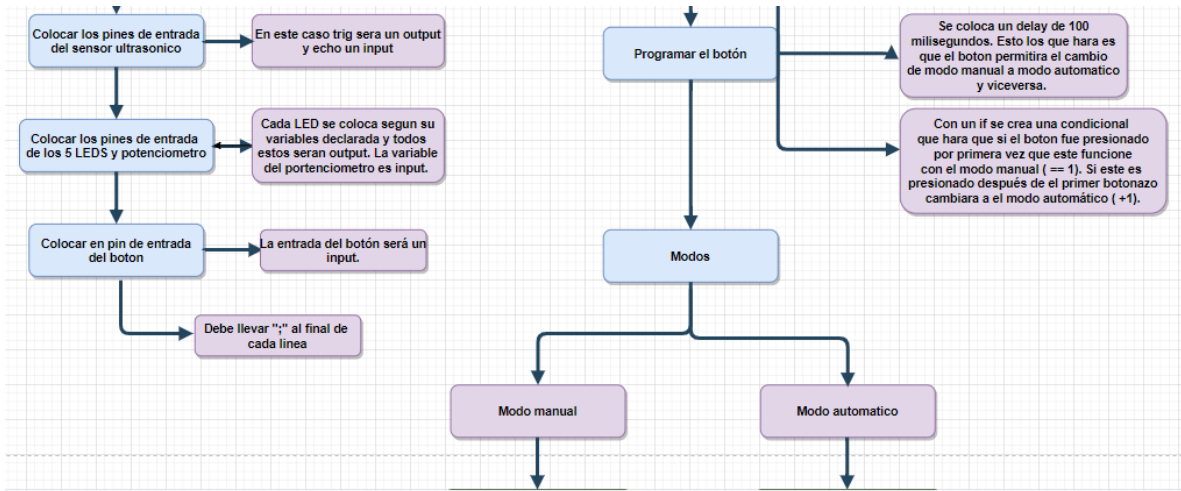 Colocar los pines de entrada
del sensor ultrasonico
En este caso trig sera un output
y echo un input
Colocar los pines de entrada
de los 5 LEDS y potenciometro
Cada LED se coloca segun su
variables declarada y todos
estos seran output. La variable
del portenciometro es input.
Colocar en pin de entrada
del boton
La entrada del botón será un
input.
Debe llevar ";" al final de
cada linea
Programar el botón
Se coloca un delay de 100
milisegundos. Esto los que hara es
que el boton permitira el cambio
de modo manual a modo automatico
y viceversa.
Con un if se crea una condicional
que hara que si el boton fue presionado
por primera vez que este funcione
con el modo manual ( == 1). Si este es
presionado después de el primer botonazo
cambiara a el modo automático ( +1).
Modos
Modo manual
Modo automatico